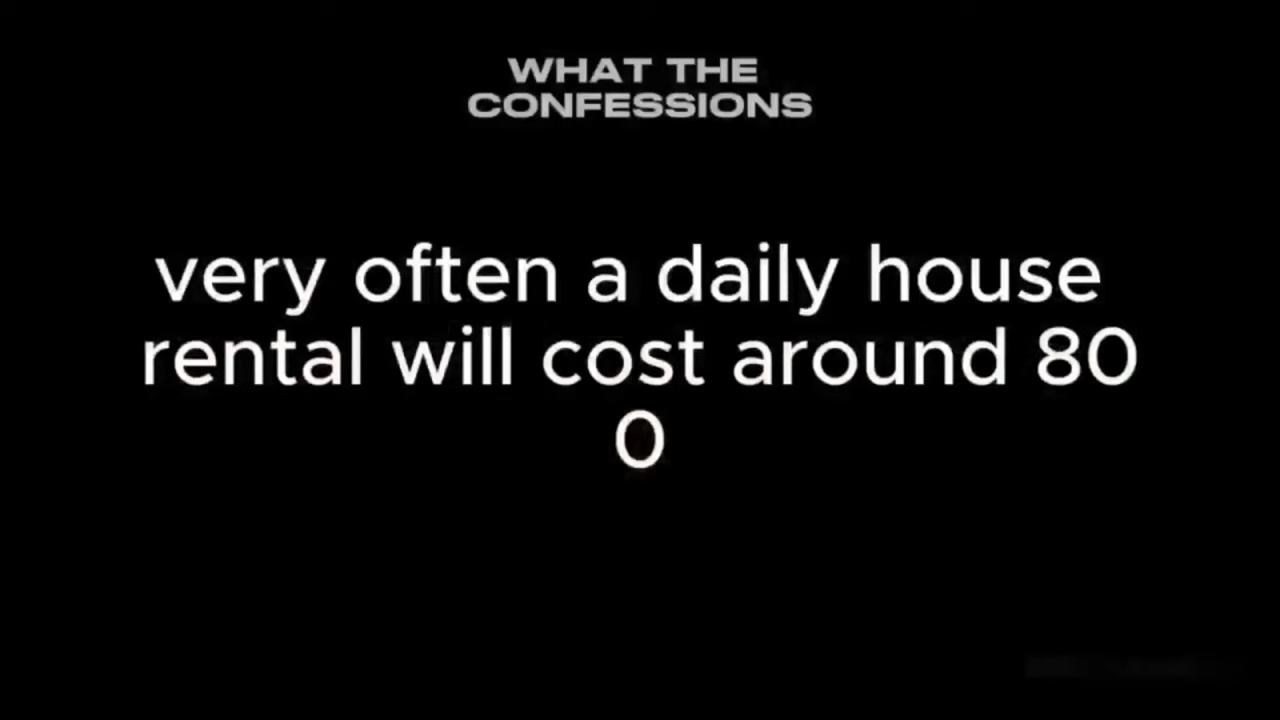 WHAT THE
CONFESSIONS
very often a daily house
rental will cost around 80
0